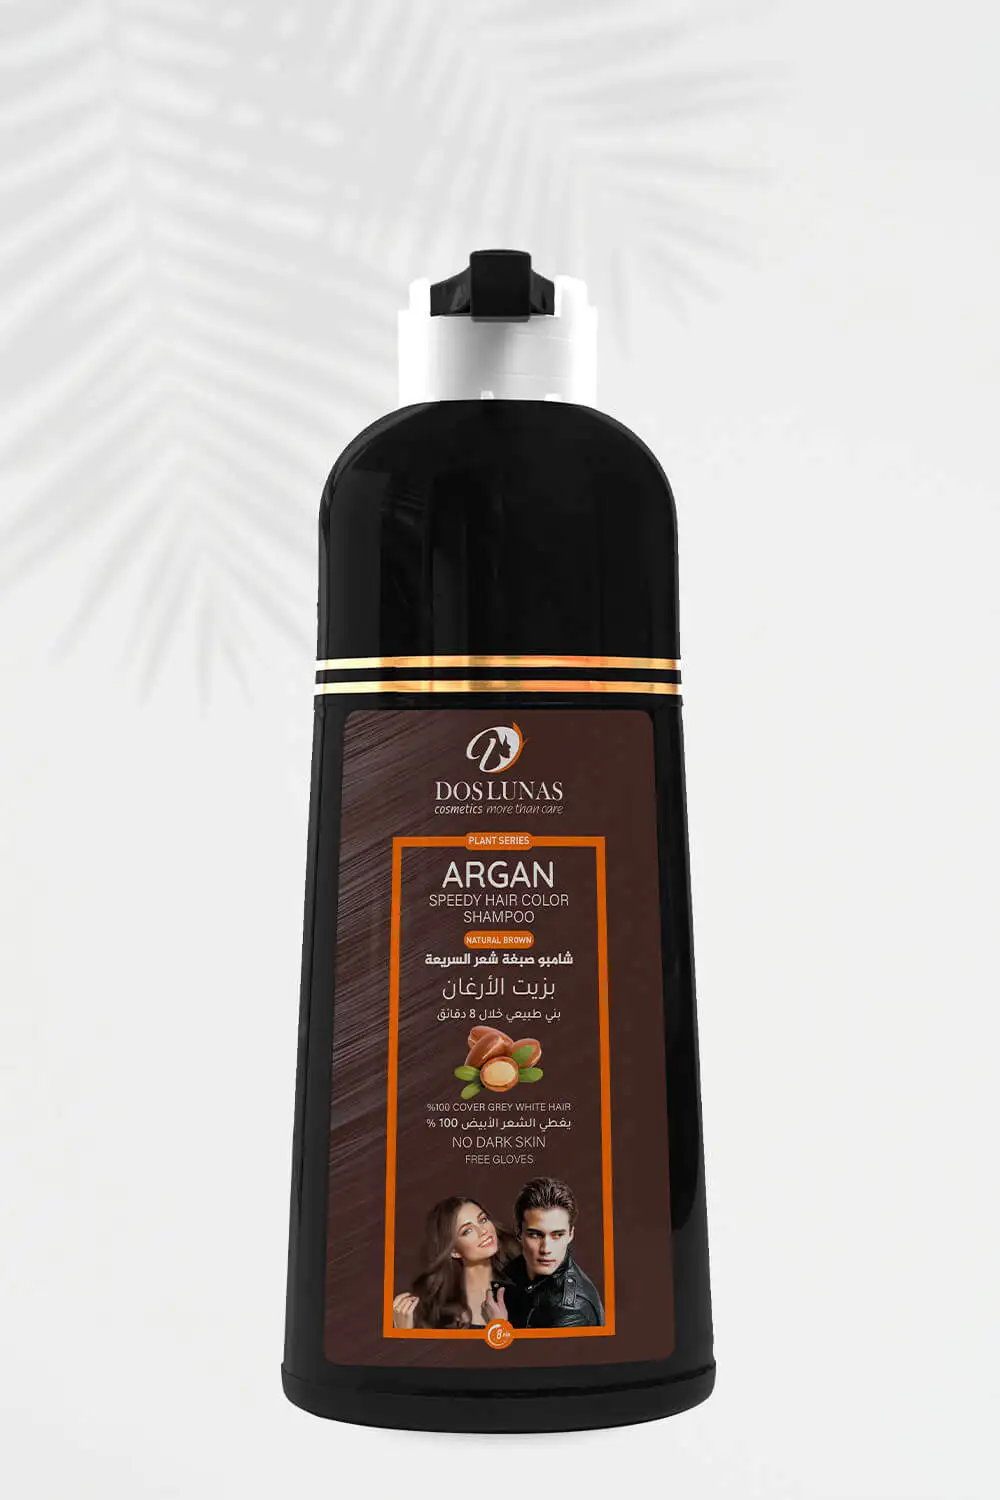 DOSLUNAS
cosmetics more than care
PLANT SERIES
ARGAN
SPEEDY HAIR COLOR
SHAMPOO
NATURAL BROWN
شامبو صبغة شعر السريعة
بزيت الأرغان
بني طبيعي خلال 8 دقائق
%100 COVER GREY WHITE HAIR
يغطي الشعر الأبيض 100 %
NO DARK SKIN
FREE GLOVES
8